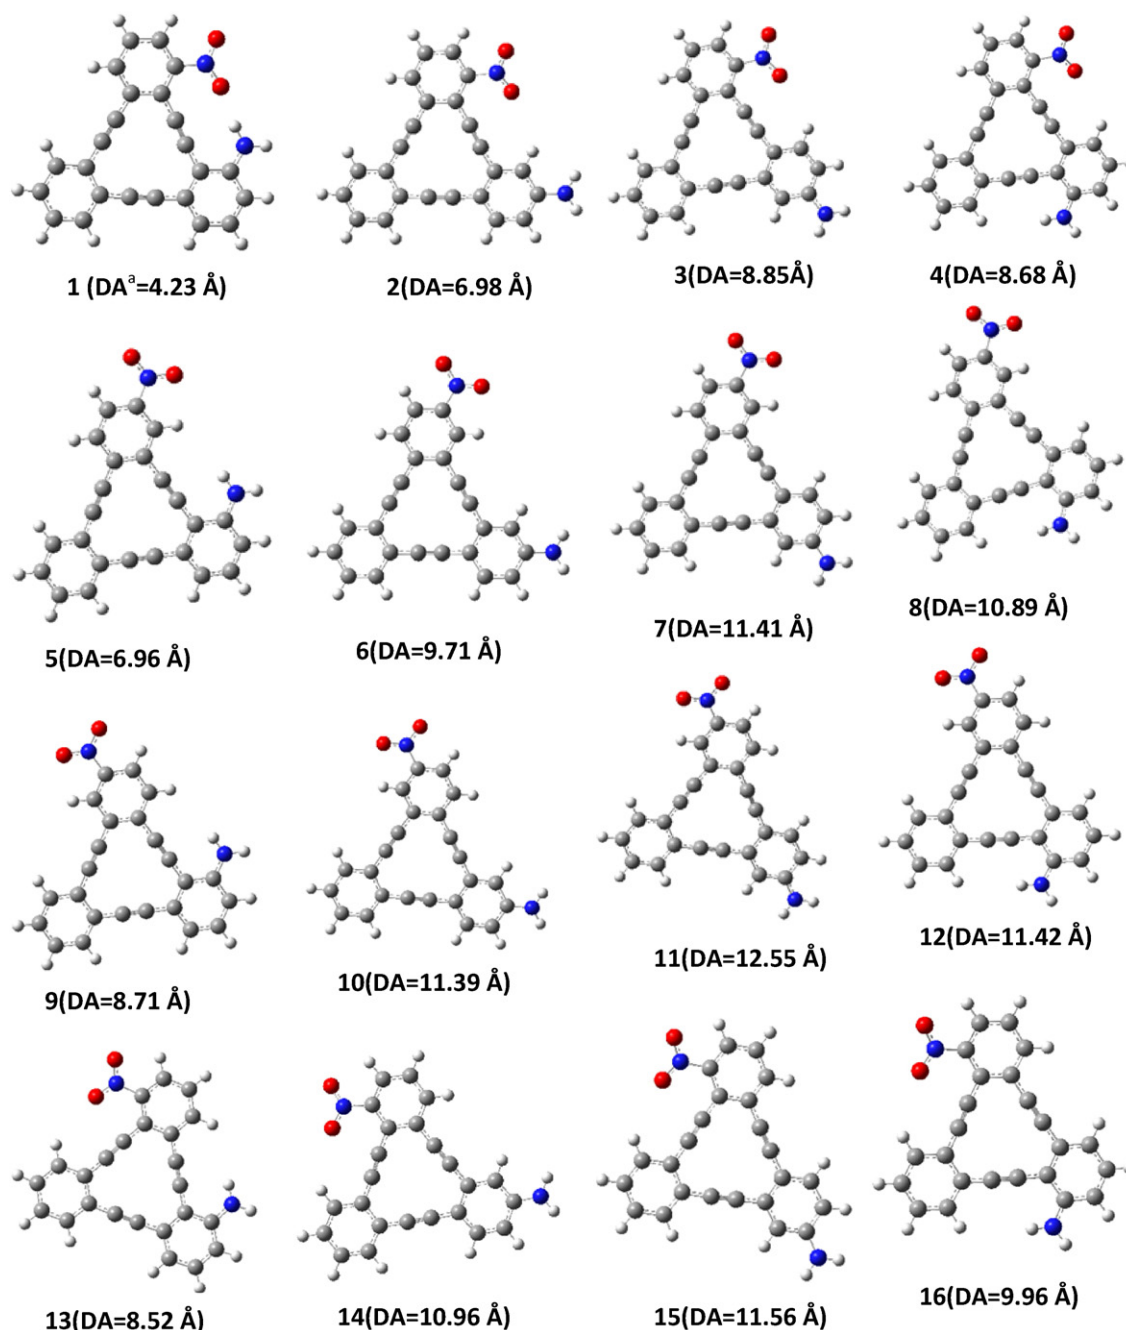 1 (DAᵃ=4.23 Å)
2(DA=6.98 Å)
3(DA=8.85Å)
4(DA=8.68 Å)
5(DA=6.96 Å)
6(DA=9.71 Å)
7(DA=11.41 Å)
8(DA=10.89 Å)
9(DA=8.71 Å)
10(DA=11.39 Å)
11(DA=12.55 Å)
12(DA=11.42 Å)
13(DA=8.52 Å)
14(DA=10.96 Å)
15(DA=11.56 Å)
16(DA=9.96 Å)